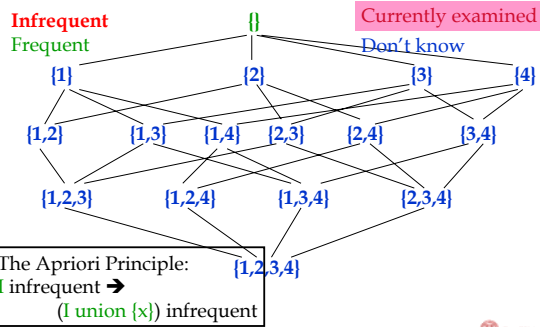 Infrequent {} Currently examined
Frequent Don't know
{1} {2} {3} {4}
{1,2} {1,3} {1,4} {2,3} {2,4} {3,4}
{1,2,3} {1,2,4} {1,3,4} {2,3,4}
{1,2,3,4}
The Apriori Principle:
I infrequent ➔
(I union {x}) infrequent